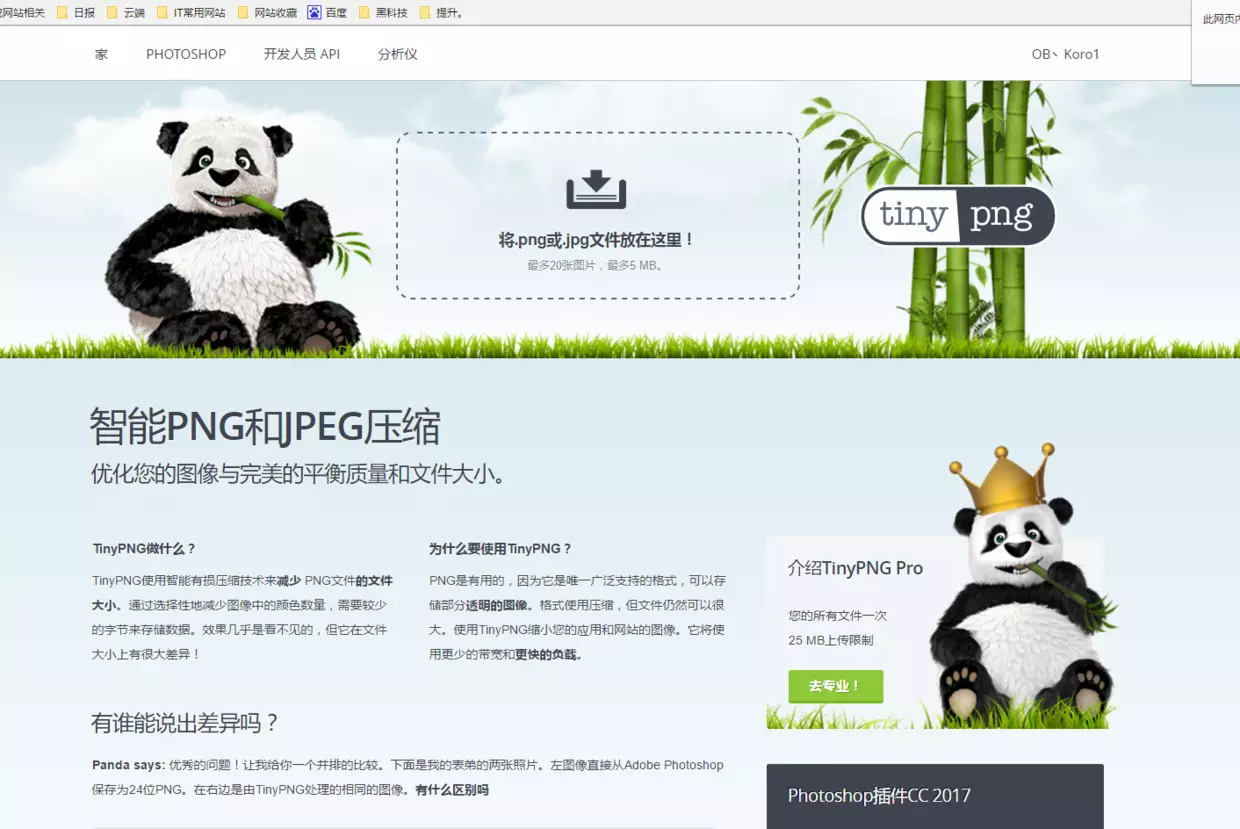 网站相关 日报 云端 IT常用网站 网站收藏 百度 黑科技 提升。
此网页内
家 PHOTOSHOP 开发人员 API 分析仪 OB丶Koro1
将.png或.jpg文件放在这里！
最多20张图片，最多5 MB。
tiny png
智能PNG和JPEG压缩
优化您的图像与完美的平衡质量和文件大小。
TinyPNG做什么？
TinyPNG使用智能有损压缩技术来减少 PNG文件的文件
大小。通过选择性地减少图像中的颜色数量，需要较少
的字节来存储数据。效果几乎是看不见的，但它在文件
大小上有很大差异！
为什么要使用TinyPNG？
PNG是有用的，因为它是唯一广泛支持的格式，可以存
储部分透明的图像。格式使用压缩，但文件仍然可以很
大。使用TinyPNG缩小您的应用和网站的图像。它将使
用更少的带宽和更快的负载。
介绍TinyPNG Pro
您的所有文件一次
25 MB上传限制
去专业！
有谁能说出差异吗？
Panda says: 优秀的问题！让我给你一个并排的比较。下面是我的表弟的两张照片。左图像直接从Adobe Photoshop
保存为24位PNG。在右边是由TinyPNG处理的相同的图像。有什么区别吗
Photoshop插件CC 2017